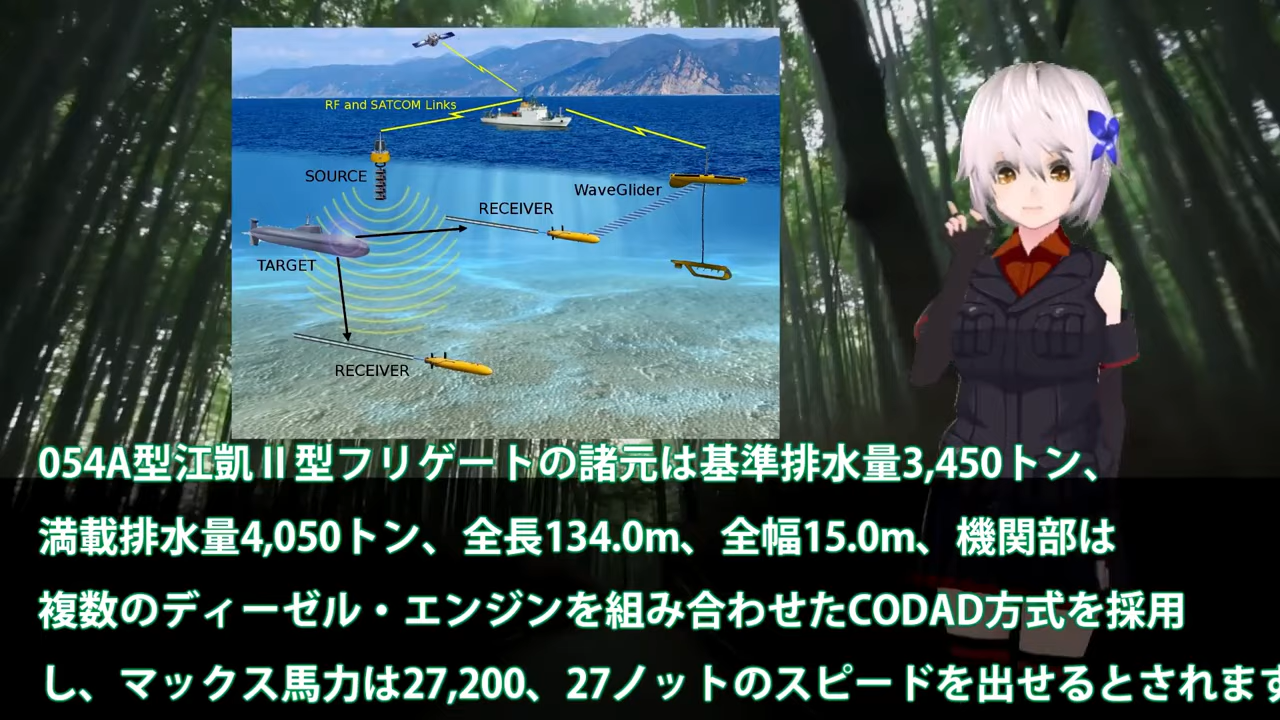 RF and SATCOM Links
SOURCE
WaveGlider
RECEIVER
TARGET
RECEIVER
054A型江凱Ⅱ型フリゲートの諸元は基準排水量3,450トン、
満載排水量4,050トン、全長134.0m、全幅15.0m、機関部は
複数のディーゼル・エンジンを組み合わせたCODAD方式を採用
し、マックス馬力は27,200、27ノットのスピードを出せるとされます